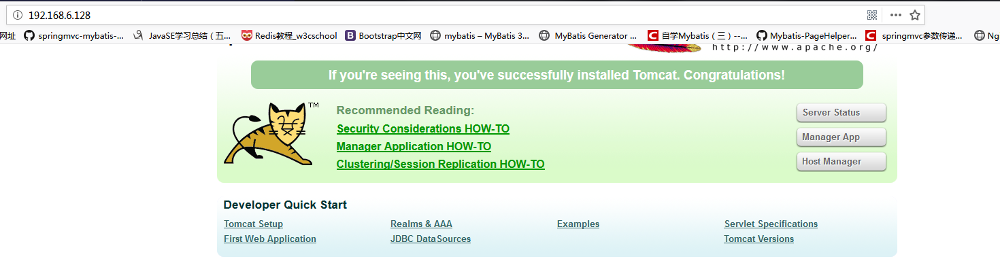 192.168.6.128
网址 springmvc-mybatis-... JavaSE学习总结 ( 五... Redis教程_w3cschool Bootstrap中文网 mybatis – MyBatis 3... MyBatis Generator ... 自学Mybatis ( 三 ) --... Mybatis-PageHelper... springmvc参数传递... Ng
http://www.apache.org/
If you're seeing this, you've successfully installed Tomcat. Congratulations!
TM
Recommended Reading:
Security Considerations HOW-TO
Manager Application HOW-TO
Clustering/Session Replication HOW-TO
Server Status
Manager App
Host Manager
Developer Quick Start
Tomcat Setup Realms & AAA Examples Servlet Specifications
First Web Application JDBC DataSources Tomcat Versions